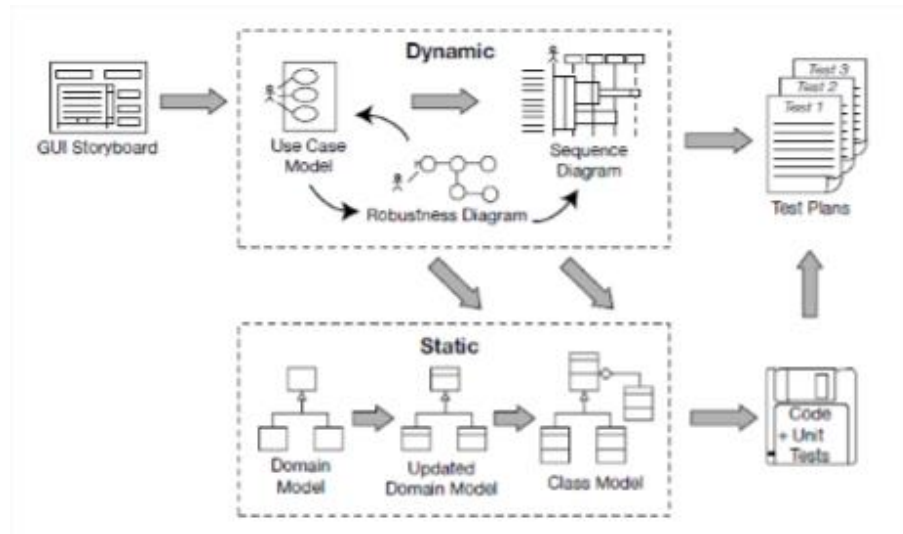 Dynamic
GUI Storyboard
Use Case
Model
Robustness Diagram
Sequence
Diagram
Test 3
Test 2
Test 1
Test Plans
Static
Domain
Model
Updated
Domain Model
Class Model
Code
+ Unit
Tests